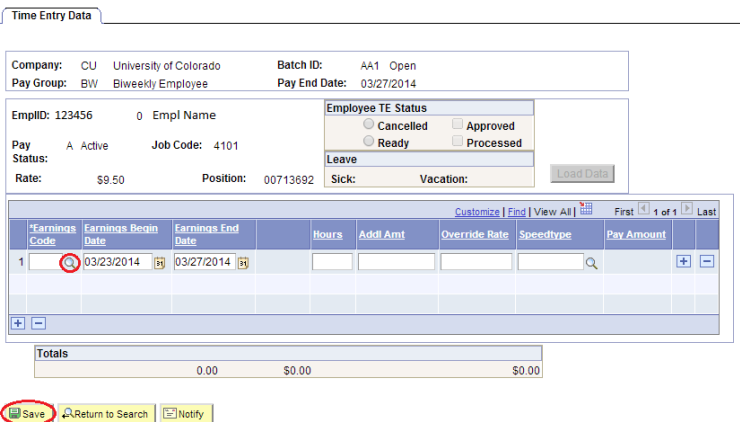 Time Entry Data
Company: CU University of Colorado Batch ID: AA1 Open
Pay Group: BW Biweekly Employee Pay End Date: 03/27/2014
Employee TE Status
EmplID: 123456 0 Empl Name
Cancelled Approved
Ready Processed
Pay Status: A Active Job Code: 4101
Leave
Rate: $9.50 Position: 00713692 Sick: Vacation: Load Data
Customize | Find | View All | First 1 of 1 Last
*Earnings Code Earnings Begin Date Earnings End Date Hours Addl Amt Override Rate Speedtype Pay Amount
1 03/23/2014 31 03/27/2014 31
Totals
0.00 $0.00 $0.00
Save Return to Search Notify